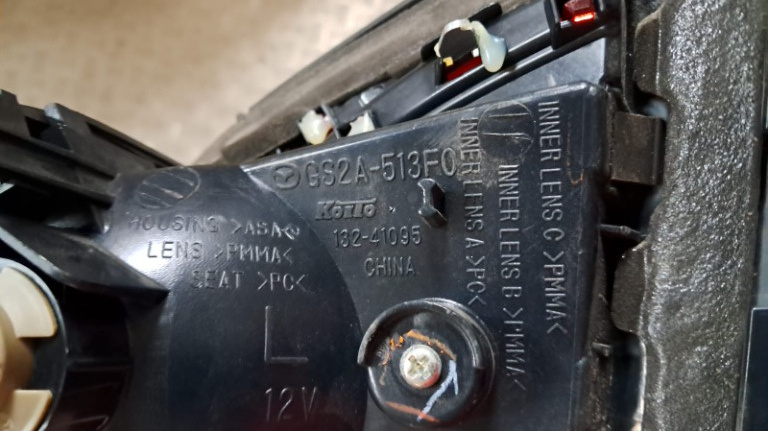 GS2A-513F0
KOITO
132-41095
CHINA
HOUSING >ASA<
LENS >PMMA<
SEAT >PC<
L
12V
INNER LENS A >PC<
INNER LENS B >PMMA<
INNER LENS C >PMMA<